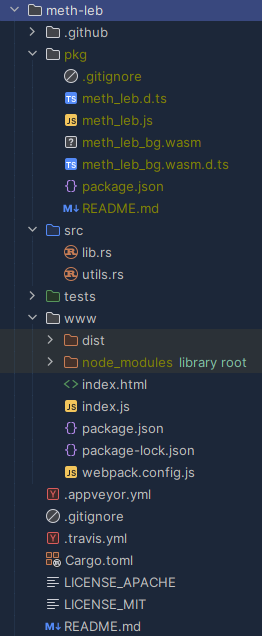 meth-leb
.github
pkg
.gitignore
TS meth_leb.d.ts
JS meth_leb.js
? meth_leb_bg.wasm
TS meth_leb_bg.wasm.d.ts
{} package.json
M↓ README.md
src
lib.rs
utils.rs
tests
www
dist
node_modules library root
<> index.html
JS index.js
{} package.json
{} package-lock.json
JS webpack.config.js
Y .appveyor.yml
.gitignore
Y .travis.yml
Cargo.toml
LICENSE_APACHE
LICENSE_MIT
M↓ README.md